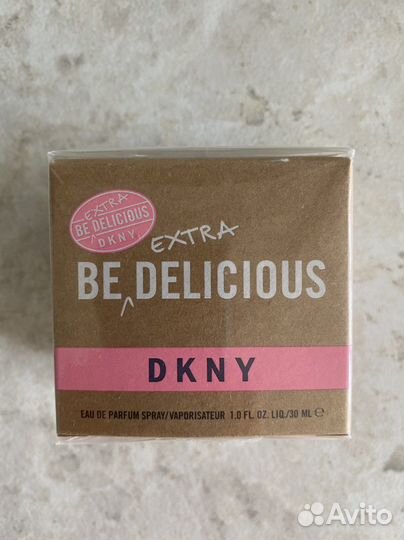 EXTRA
BE DELICIOUS
DKNY
EXTRA
BE DELICIOUS
DKNY
EAU DE PARFUM SPRAY/VAPORISATEUR 1.0 FL. OZ. LIQ./30 ML ℮
Avito